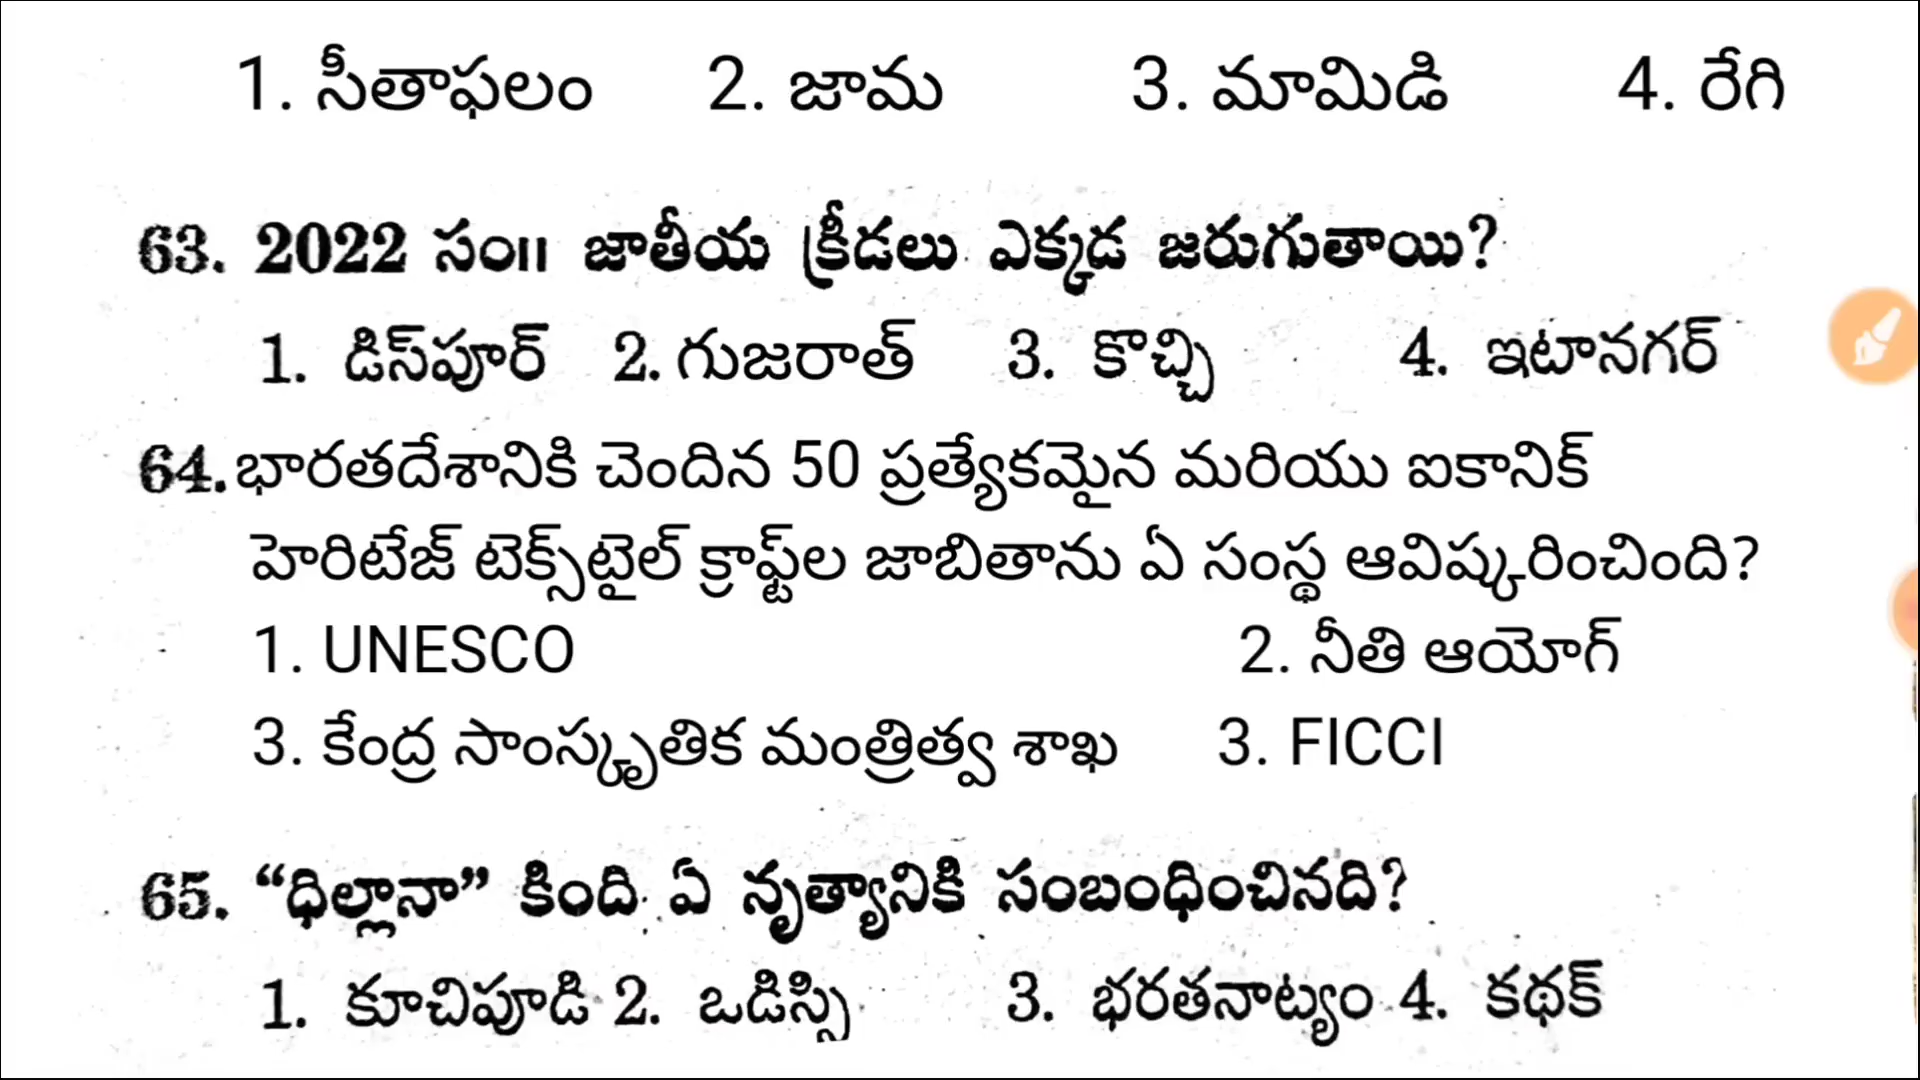 1. సీతాఫలం 2. జామ 3. మామిడి 4. రేగి
63. 2022 సం॥ జాతీయ క్రీడలు ఎక్కడ జరుగుతాయి?
1. డిస్‌పూర్ 2. గుజరాత్ 3. కొచ్చి 4. ఇటానగర్
64. భారతదేశానికి చెందిన 50 ప్రత్యేకమైన మరియు ఐకానిక్
హెరిటేజ్ టెక్స్‌టైల్ క్రాఫ్ట్‌ల జాబితాను ఏ సంస్థ ఆవిష్కరించింది?
1. UNESCO 2. నీతి ఆయోగ్
3. కేంద్ర సాంస్కృతిక మంత్రిత్వ శాఖ 3. FICCI
65. “ధిల్లానా” కింది ఏ నృత్యానికి సంబంధించినది?
1. కూచిపూడి 2. ఒడిస్సి 3. భరతనాట్యం 4. కథక్